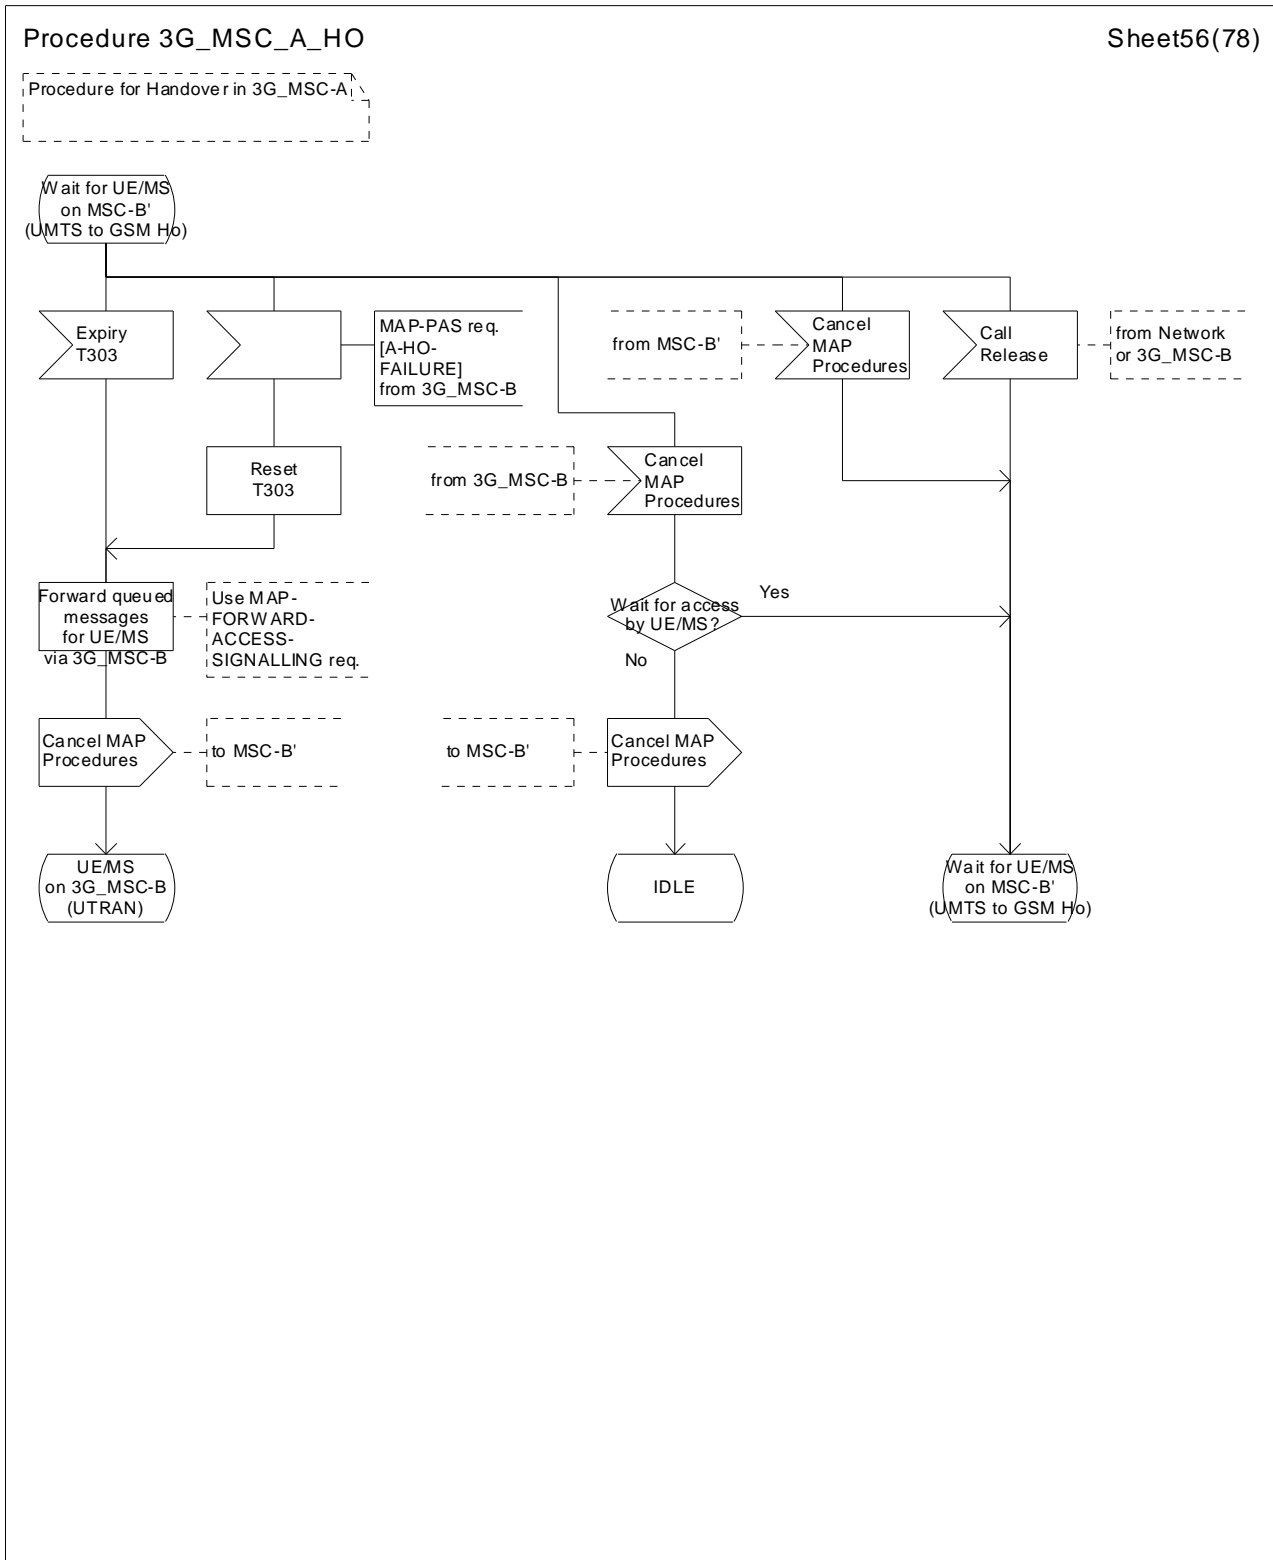 Procedure 3G_MSC_A_HO
Sheet56(78)
Procedure for Handover in 3G_MSC-A
Wait for UE/MS
on MSC-B'
(UMTS to GSM Ho)
Expiry
T303
MAP-PAS req.
[A-HO-
FAILURE]
from 3G_MSC-B
from MSC-B'
Cancel
MAP
Procedures
Call
Release
from Network
or 3G_MSC-B
Reset
T303
from 3G_MSC-B
Cancel
MAP
Procedures
Forward queued
messages
for UE/MS
via 3G_MSC-B
Use MAP-
FORWARD-
ACCESS-
SIGNALLING req.
Wait for access
by UE/MS?
Yes
No
Cancel MAP
Procedures
to MSC-B'
to MSC-B'
Cancel MAP
Procedures
UE/MS
on 3G_MSC-B
(UTRAN)
IDLE
Wait for UE/MS
on MSC-B'
(UMTS to GSM Ho)